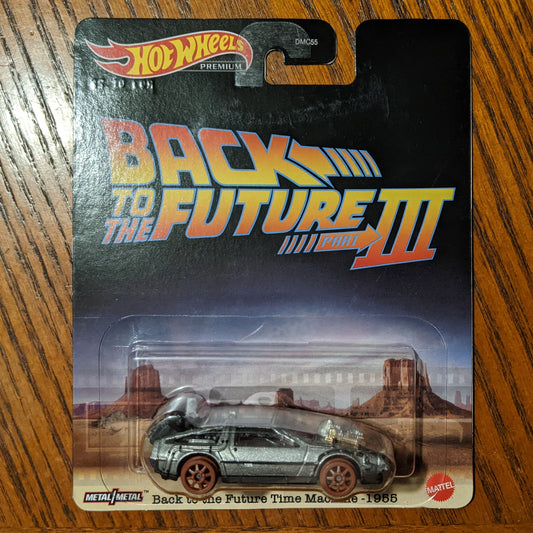 Hot Wheels
PREMIUM
DMC55
BACK
TO THE FUTURE
PART III
METAL/METAL™
Back to the Future Time Machine -1955
MATTEL